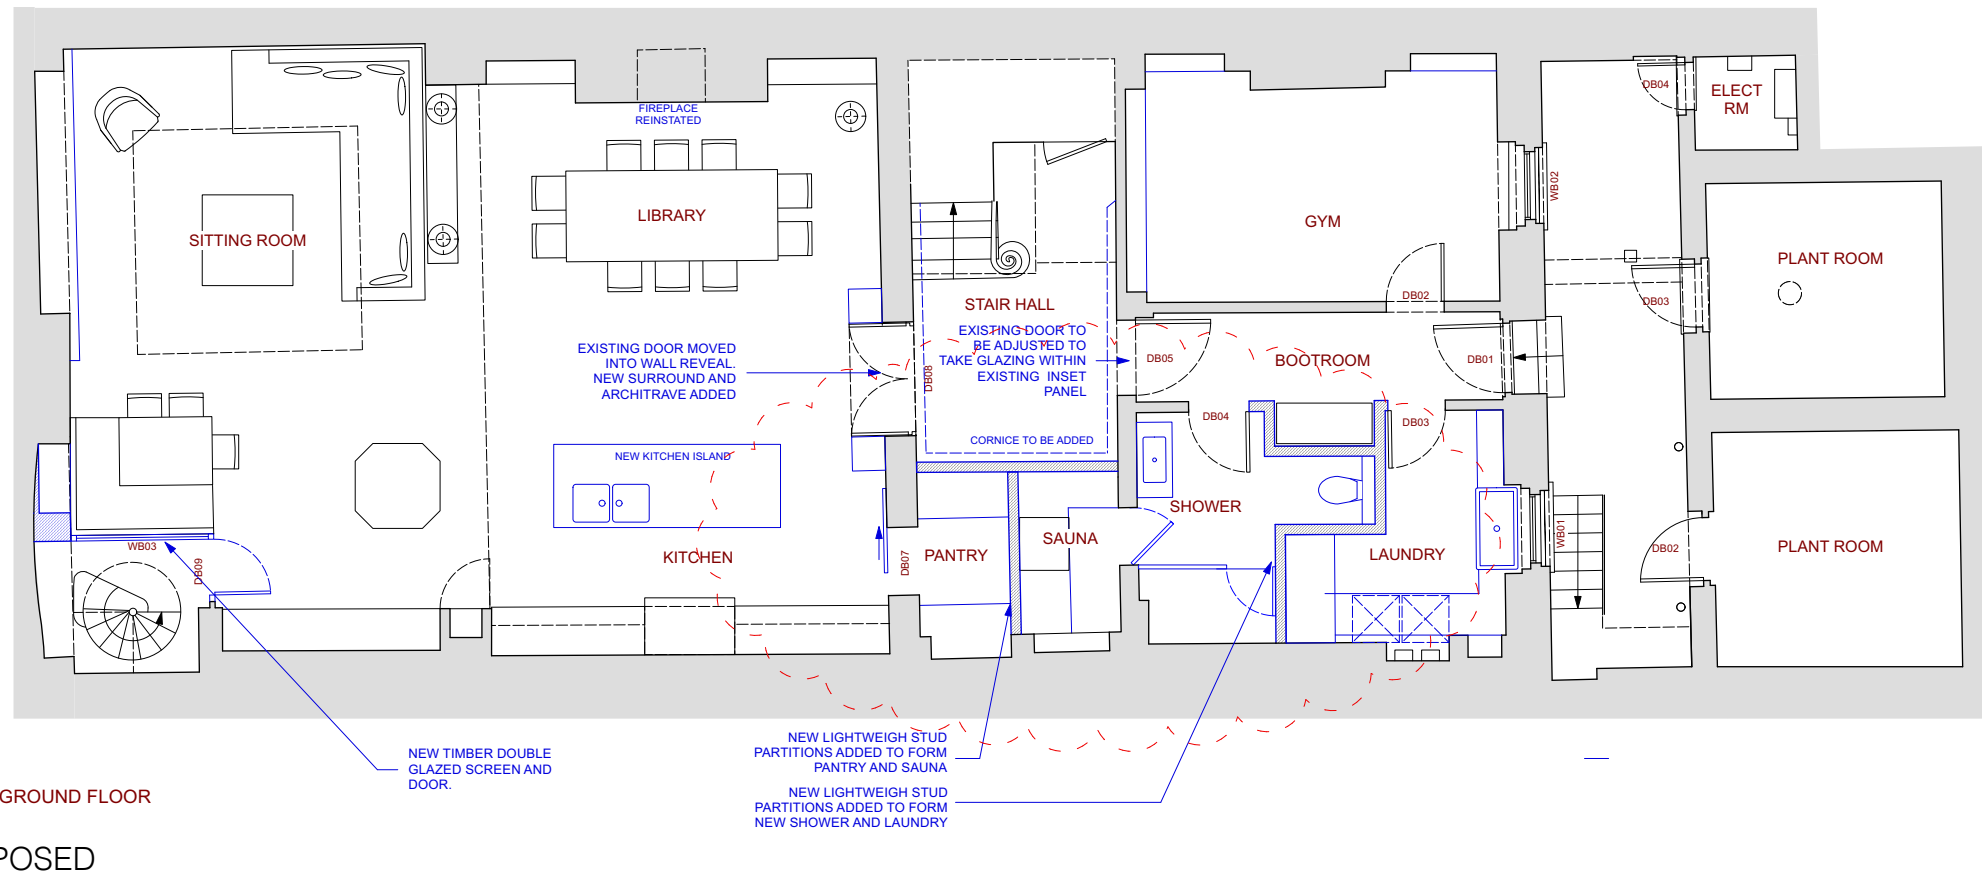 FIREPLACE
REINSTATED
ELECT
RM
DB04
LIBRARY
SITTING ROOM
GYM
WB02
PLANT ROOM
STAIR HALL
DB02
DB03
EXISTING DOOR TO
BE ADJUSTED TO
TAKE GLAZING WITHIN
EXISTING INSET
PANEL
DB05
BOOTROOM
DB01
EXISTING DOOR MOVED
INTO WALL REVEAL.
NEW SURROUND AND
ARCHITRAVE ADDED
DB08
DB04
DB03
CORNICE TO BE ADDED
NEW KITCHEN ISLAND
SHOWER
SAUNA
PANTRY
KITCHEN
DB07
LAUNDRY
WB01
DB02
PLANT ROOM
WB03
DB09
NEW TIMBER DOUBLE
GLAZED SCREEN AND
DOOR.
NEW LIGHTWEIGH STUD
PARTITIONS ADDED TO FORM
PANTRY AND SAUNA
NEW LIGHTWEIGH STUD
PARTITIONS ADDED TO FORM
NEW SHOWER AND LAUNDRY
GROUND FLOOR
POSED